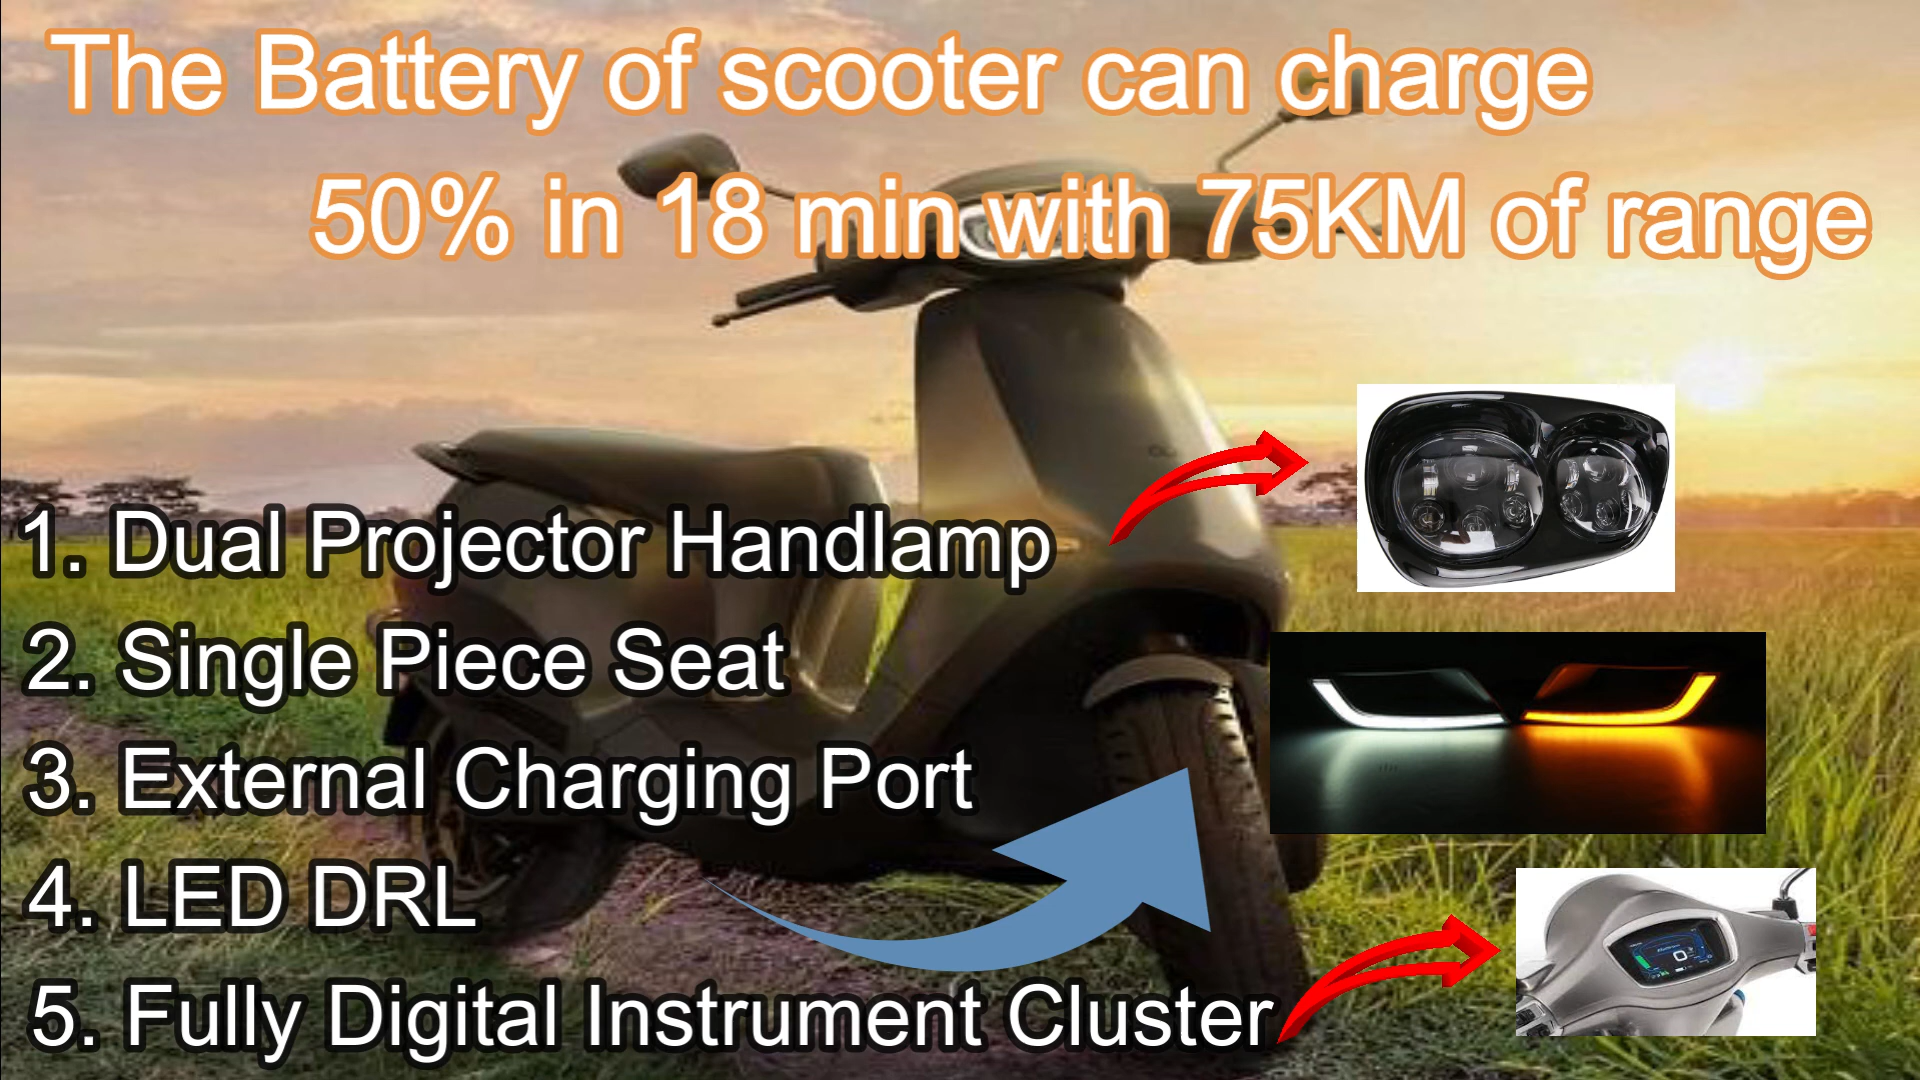 The Battery of scooter can charge
50% in 18 min with 75KM of range
1. Dual Projector Handlamp
2. Single Piece Seat
3. External Charging Port
4. LED DRL
5. Fully Digital Instrument Cluster